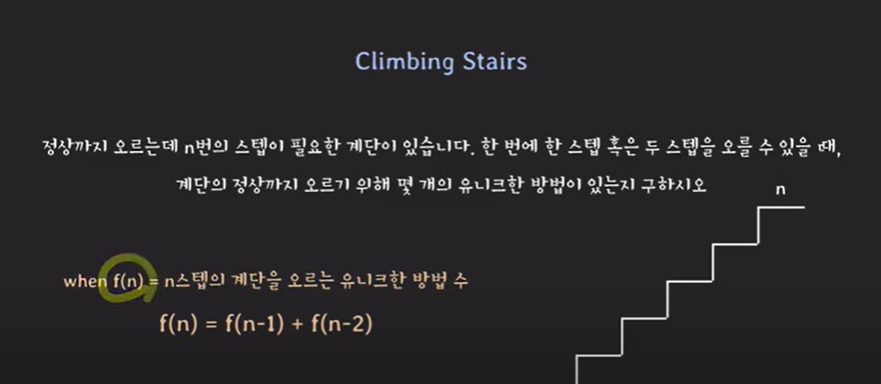 Climbing Stairs
정상까지 오르는데 n번의 스텝이 필요한 계단이 있습니다. 한 번에 한 스텝 혹은 두 스텝을 오를 수 있을 때,
계단의 정상까지 오르기 위해 몇 개의 유니크한 방법이 있는지 구하시오
n
when f(n) = n스텝의 계단을 오르는 유니크한 방법 수
f(n) = f(n-1) + f(n-2)